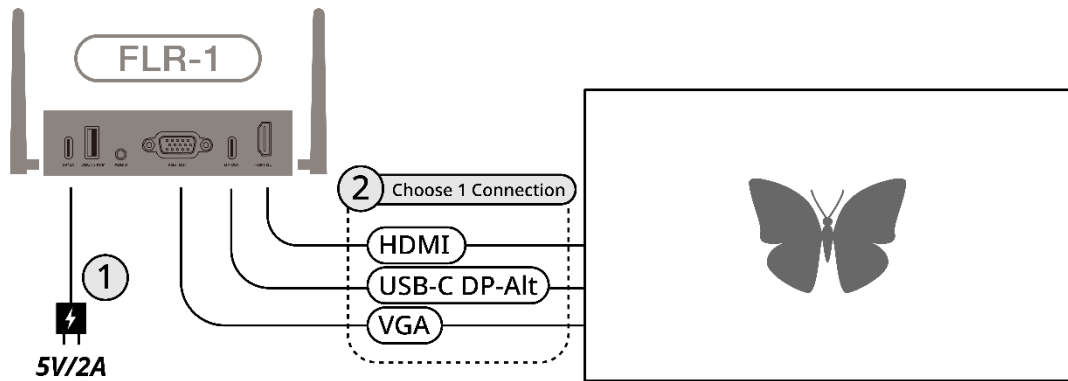 FLR-1
2 Choose 1 Connection
HDMI
1
USB-C DP-Alt
VGA
5V/2A